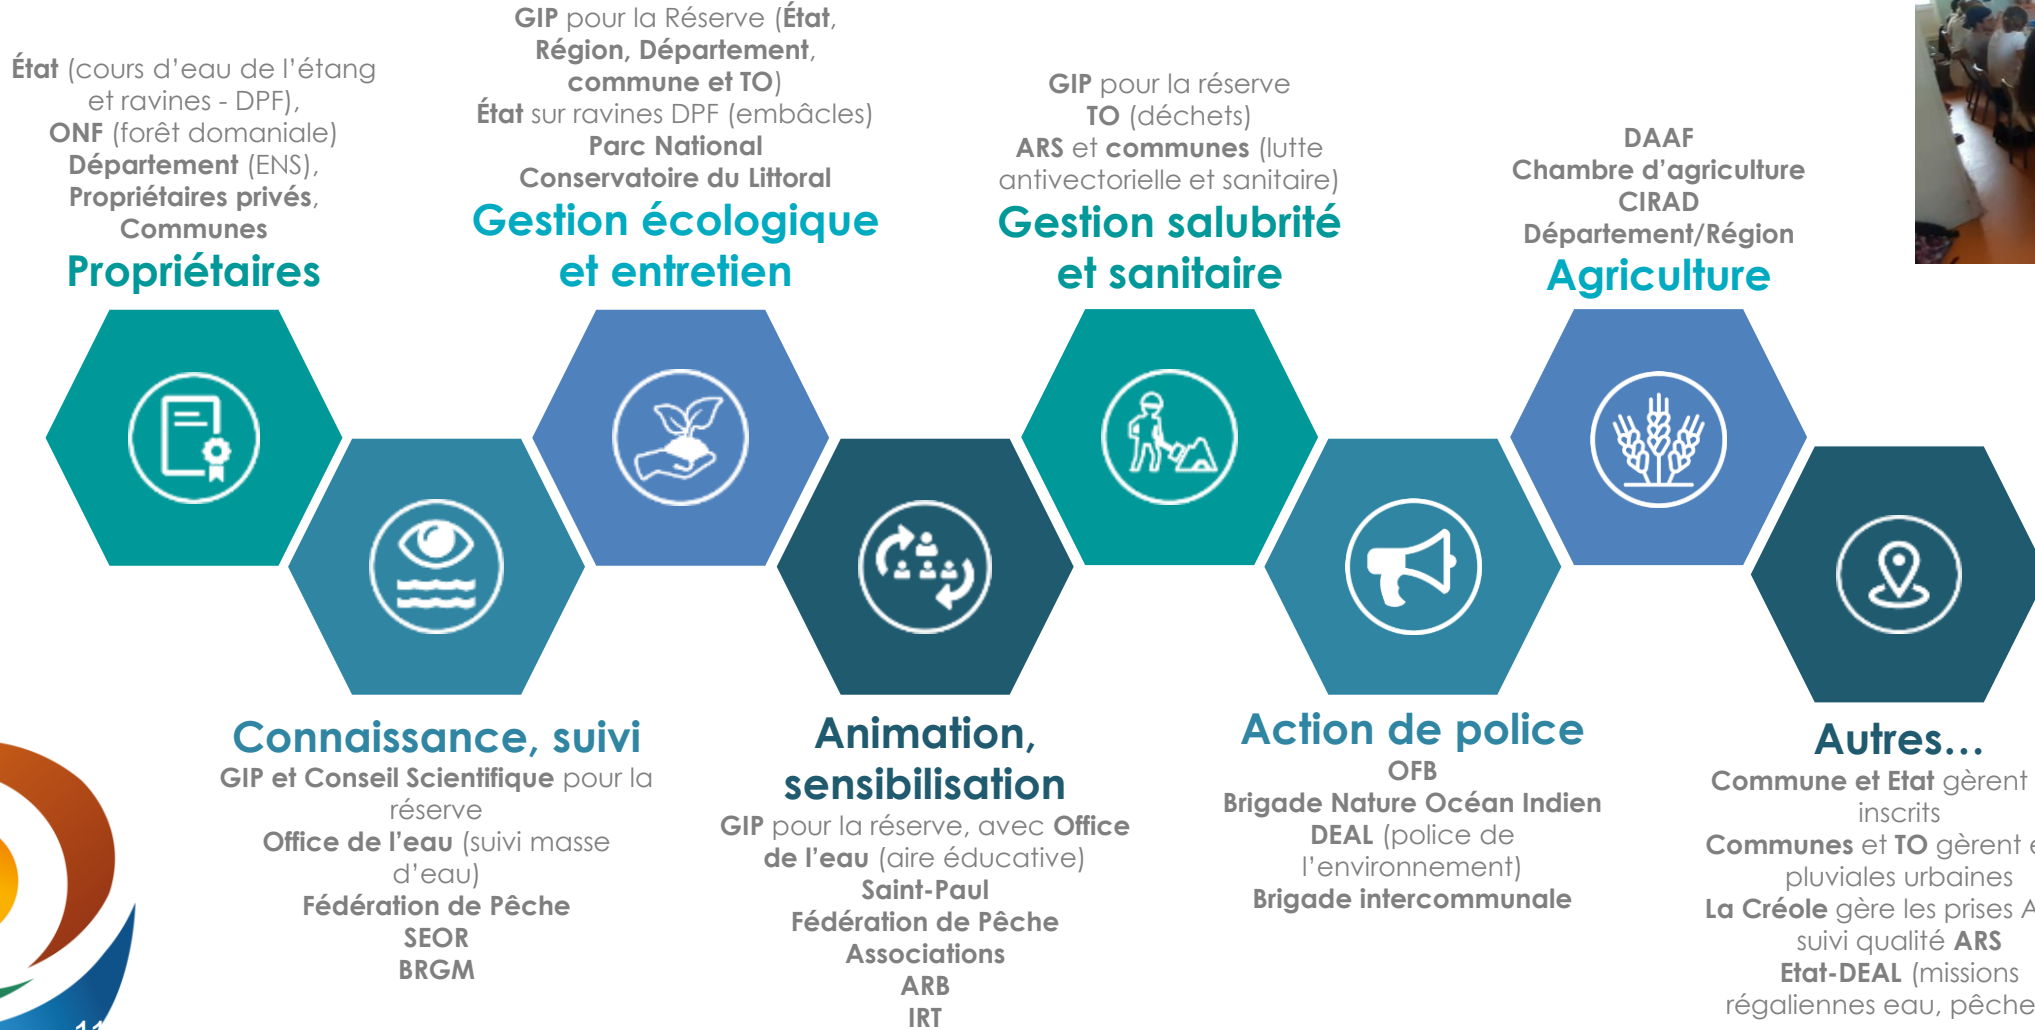 État (cours d'eau de l'étang
et ravines - DPF),
ONF (forêt domaniale)
Département (ENS),
Propriétaires privés,
Communes
Propriétaires
GIP pour la Réserve (État,
Région, Département,
commune et TO)
État sur ravines DPF (embâcles)
Parc National
Conservatoire du Littoral
Gestion écologique
et entretien
GIP pour la réserve
TO (déchets)
ARS et communes (lutte
antivectorielle et sanitaire)
Gestion salubrité
et sanitaire
DAAF
Chambre d'agriculture
CIRAD
Département/Région
Agriculture
Connaissance, suivi
GIP et Conseil Scientifique pour la
réserve
Office de l'eau (suivi masse
d'eau)
Fédération de Pêche
SEOR
BRGM
Animation,
sensibilisation
GIP pour la réserve, avec Office
de l'eau (aire éducative)
Saint-Paul
Fédération de Pêche
Associations
ARB
IRT
Action de police
OFB
Brigade Nature Océan Indien
DEAL (police de
l'environnement)
Brigade intercommunale
Autres...
Commune et Etat gèrent
inscrits
Communes et TO gèrent
pluviales urbaines
La Créole gère les prises
suivi qualité ARS
Etat-DEAL (missions
régaliennes eau, pêche